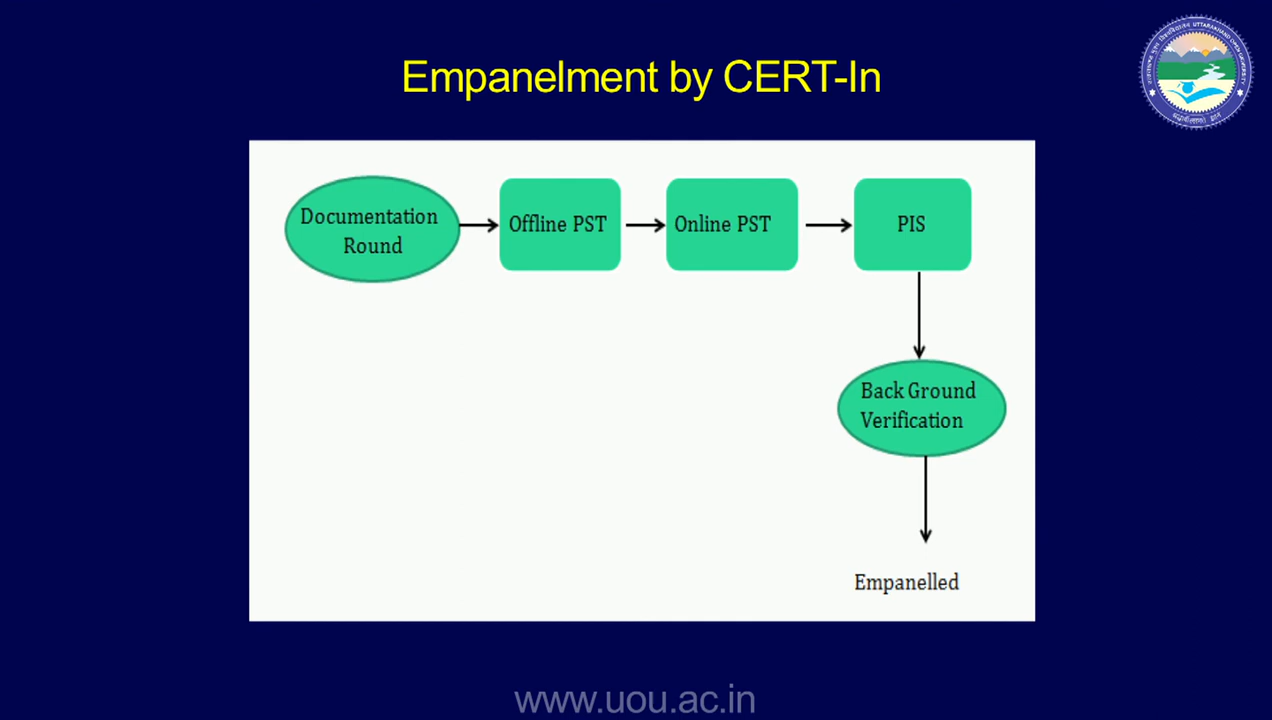 Empanelment by CERT-In
Documentation
Round
Offline PST
Online PST
PIS
Back Ground
Verification
Empanelled
www.uou.ac.in